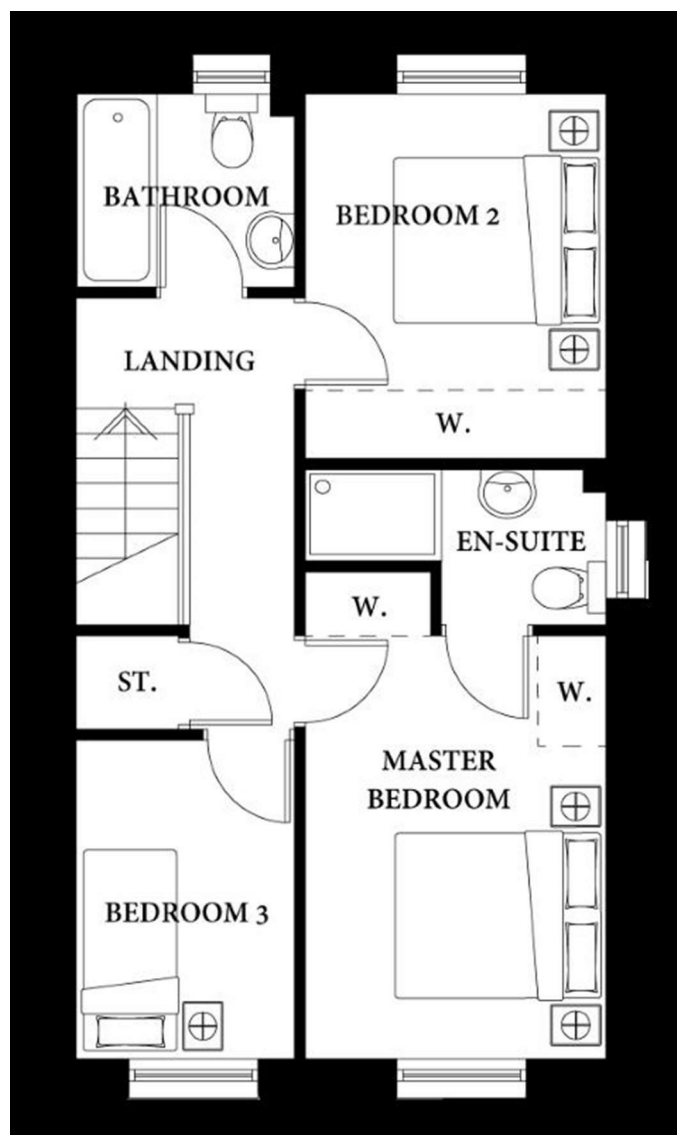 BATHROOM
BEDROOM 2
LANDING
W.
EN-SUITE
W.
ST.
W.
MASTER
BEDROOM
BEDROOM 3